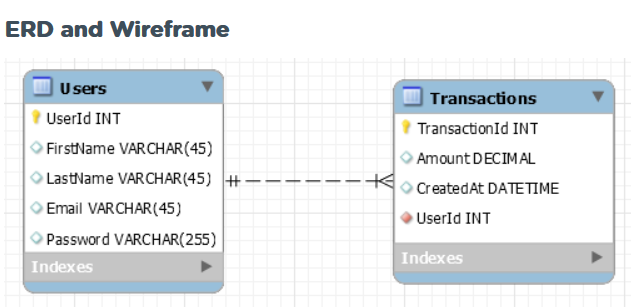 ERD and Wireframe
Users
UserId INT
FirstName VARCHAR(45)
LastName VARCHAR(45)
Email VARCHAR(45)
Password VARCHAR(255)
Indexes
Transactions
TransactionId INT
Amount DECIMAL
CreatedAt DATETIME
UserId INT
Indexes